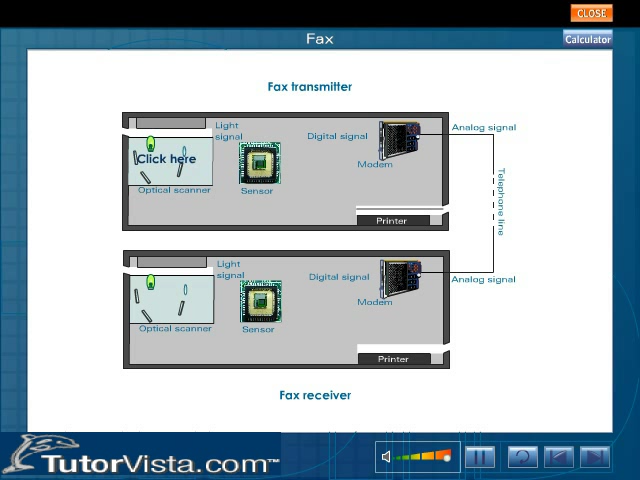 CLOSE
Fax
Calculator
Fax transmitter
Light
signal
Digital signal
Analog signal
Click here
Modem
Optical scanner
Sensor
Telephone line
Printer
Light
signal
Digital signal
Analog signal
Modem
Optical scanner
Sensor
Printer
Fax receiver
TutorVista.com™